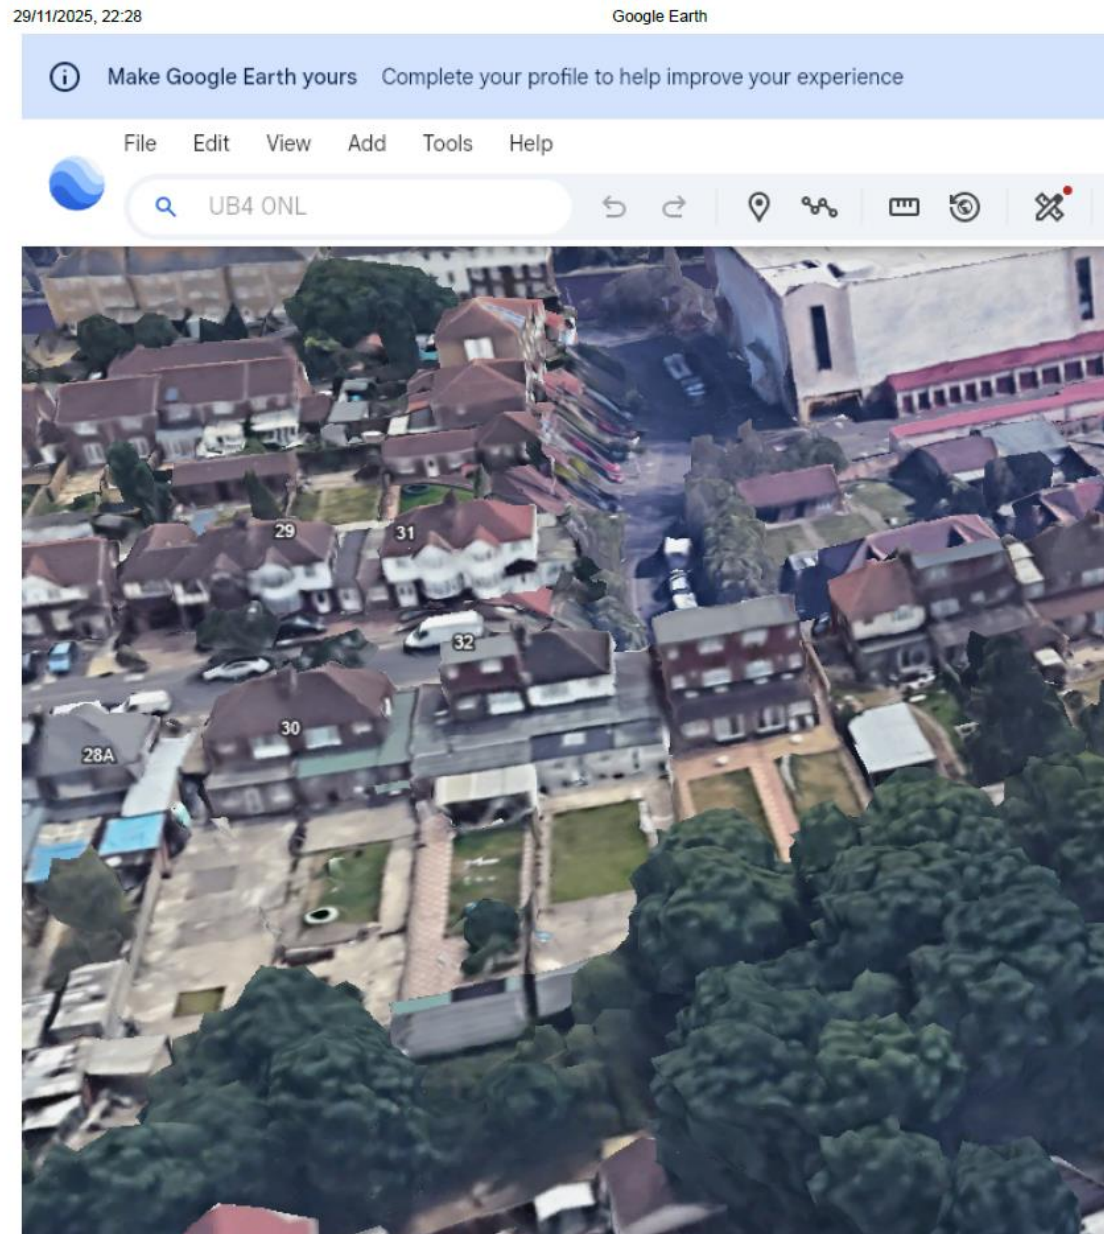 29/11/2025, 22:28 Google Earth
Make Google Earth yours Complete your profile to help improve your experience
File Edit View Add Tools Help
UB4 0NL
29
31
32
30
28A